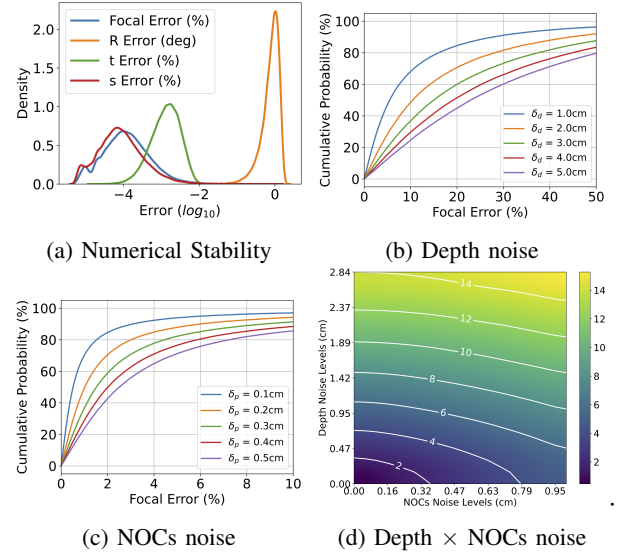 Focal Error (%)
R Error (deg)
t Error (%)
s Error (%)
Density
2.0
1.5
1.0
0.5
0.0
−4
−2
0
Error (log₁₀)
(a) Numerical Stability
Cumulative Probability (%)
100
80
60
40
20
0
δd = 1.0cm
δd = 2.0cm
δd = 3.0cm
δd = 4.0cm
δd = 5.0cm
0 10 20 30 40 50
Focal Error (%)
(b) Depth noise
Cumulative Probability (%)
100
80
60
40
20
0
δp = 0.1cm
δp = 0.2cm
δp = 0.3cm
δp = 0.4cm
δp = 0.5cm
0 2 4 6 8 10
Focal Error (%)
(c) NOCs noise
Depth Noise Levels (cm)
2.84
2.37
1.89
1.42
0.95
0.47
0.00
14
12
10
8
6
4
2
0.00 0.16 0.32 0.47 0.63 0.79 0.95
NOCs Noise Levels (cm)
14
12
10
8
6
4
2
.
(d) Depth × NOCs noise